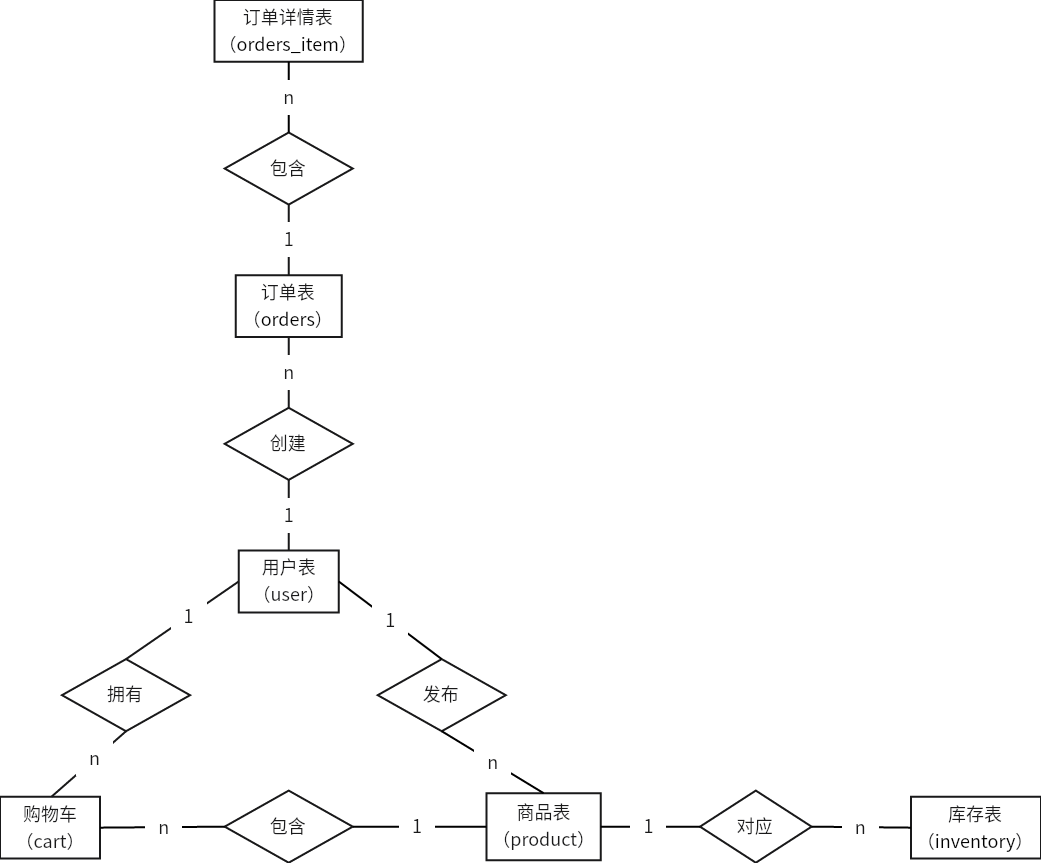 订单详情表
（orders_item）
n
包含
1
订单表
（orders）
n
创建
1
用户表
（user）
1
1
拥有
发布
n
n
购物车
（cart）
n
包含
1
商品表
（product）
1
对应
n
库存表
（inventory）